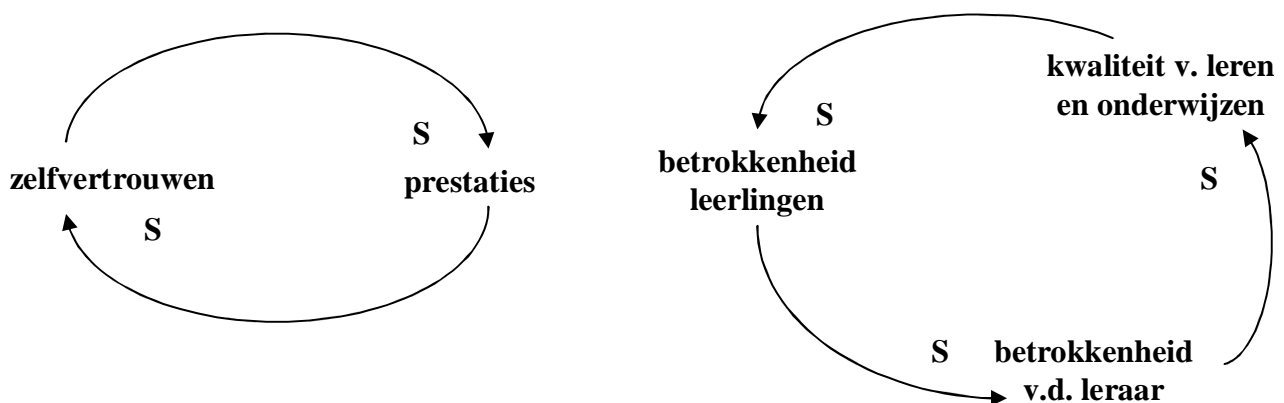 zelfvertrouwen
S
prestaties
S
kwaliteit v. leren
en onderwijzen
S
betrokkenheid
leerlingen
S
S
betrokkenheid
v.d. leraar